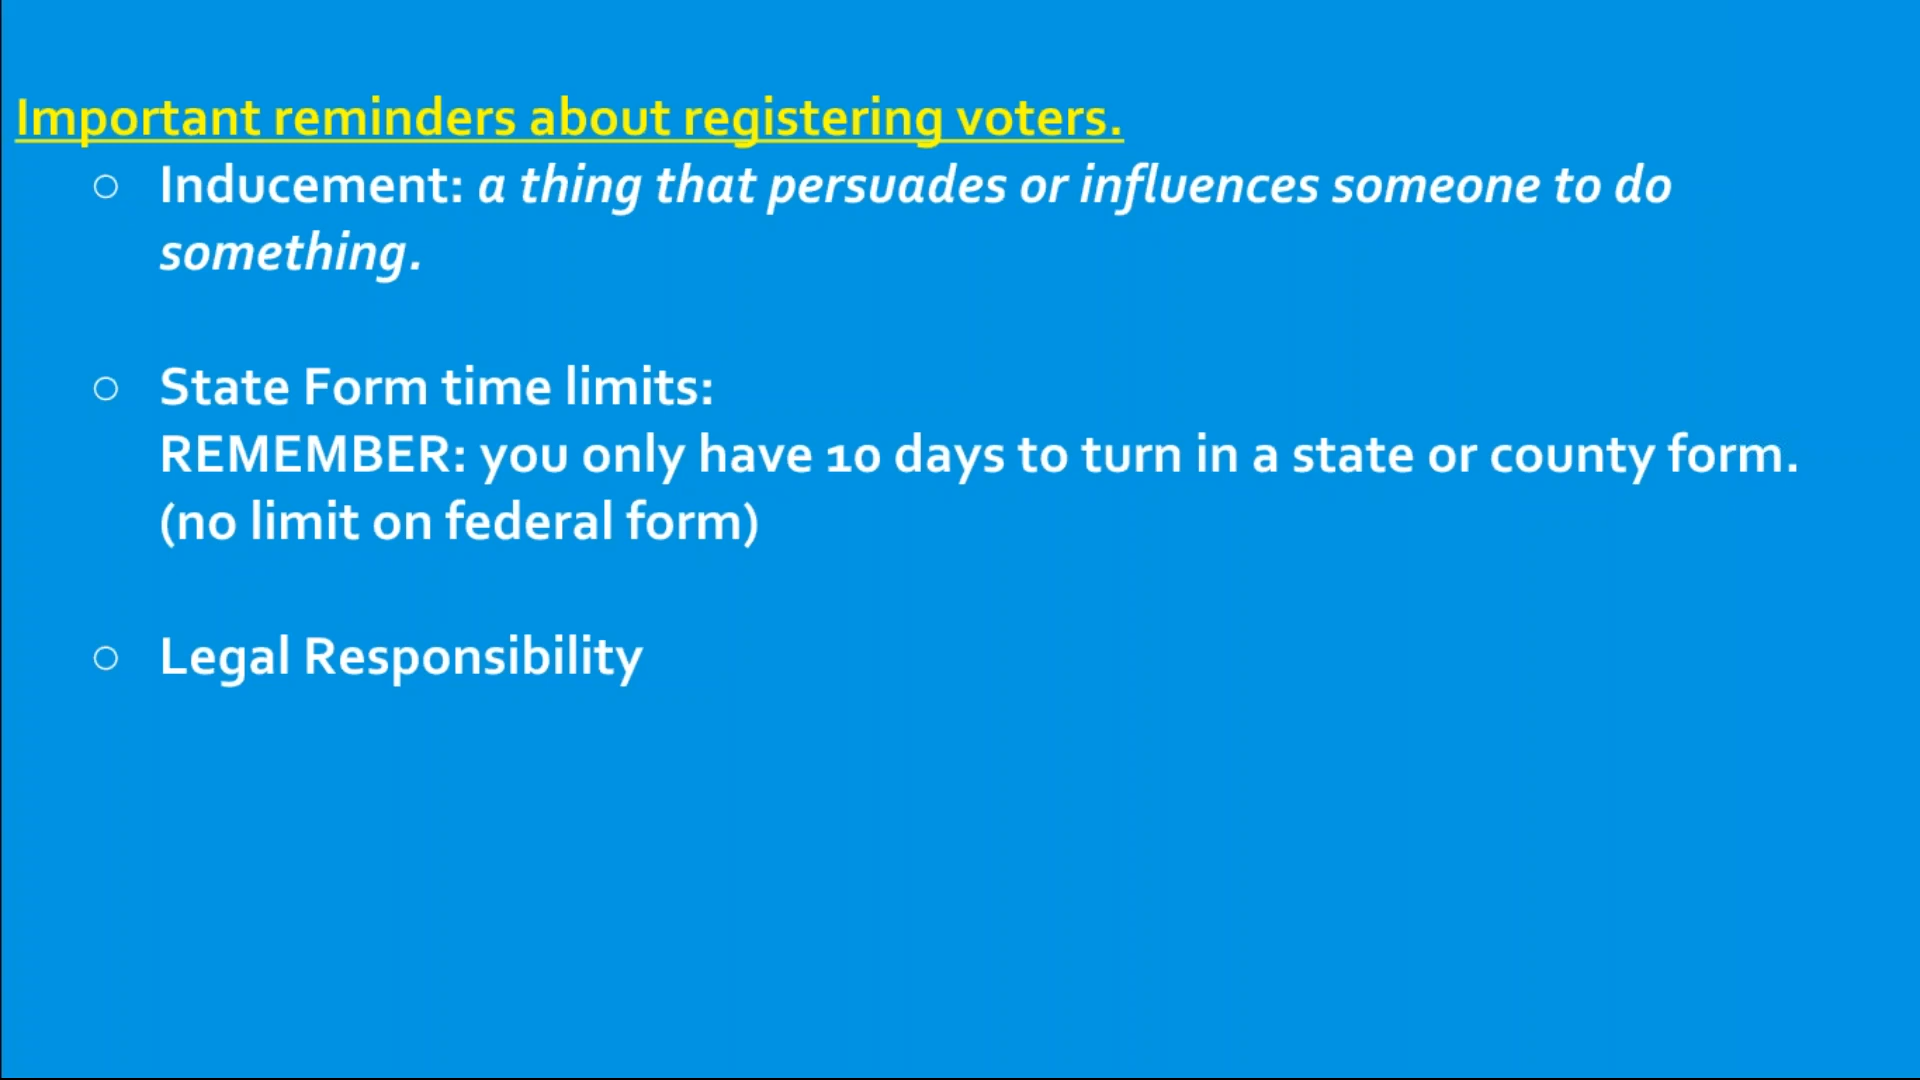 Important reminders about registering voters.
○ Inducement: a thing that persuades or influences someone to do
something.
○ State Form time limits:
REMEMBER: you only have 10 days to turn in a state or county form.
(no limit on federal form)
○ Legal Responsibility